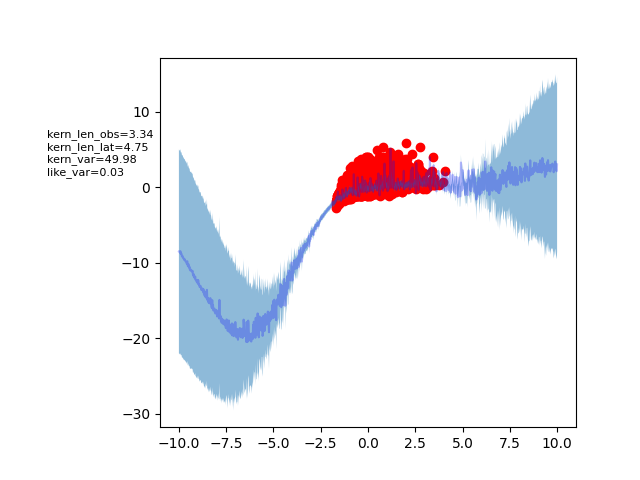 kern_len_obs=3.34
kern_len_lat=4.75
kern_var=49.98
like_var=0.03
10
0
−10
−20
−30
−10.0 −7.5 −5.0 −2.5 0.0 2.5 5.0 7.5 10.0